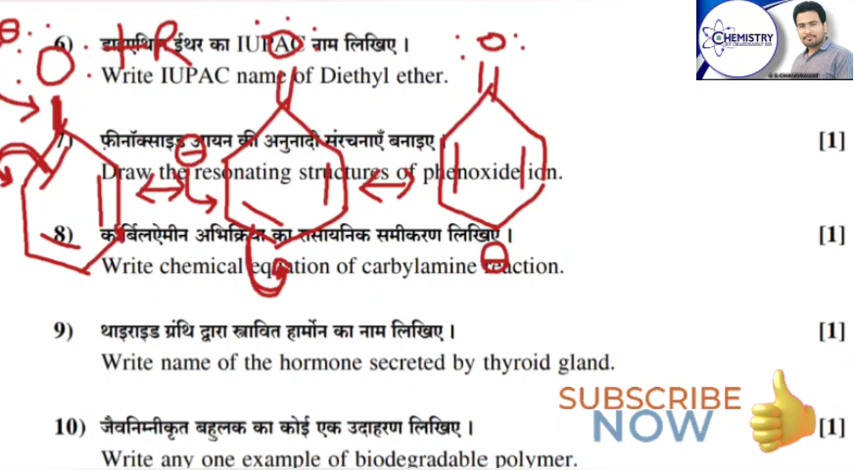 6) ईथर का IUPAC नाम लिखिए।
Write IUPAC name of Diethyl ether.
CHEMISTRY
7) फ़ीनॉक्साइड आयन की अनुनादी संरचनाएँ बनाइए। [1]
Draw the resonating structures of phenoxide ion.
8) कार्बिलऐमीन अभिक्रिया का रासायनिक समीकरण लिखिए। [1]
Write chemical equation of carbylamine reaction.
9) थाइराइड ग्रंथि द्वारा स्रावित हार्मोन का नाम लिखिए। [1]
Write name of the hormone secreted by thyroid gland.
SUBSCRIBE
NOW
10) जैवनिम्नीकृत बहुलक का कोई एक उदाहरण लिखिए। [1]
Write any one example of biodegradable polymer.